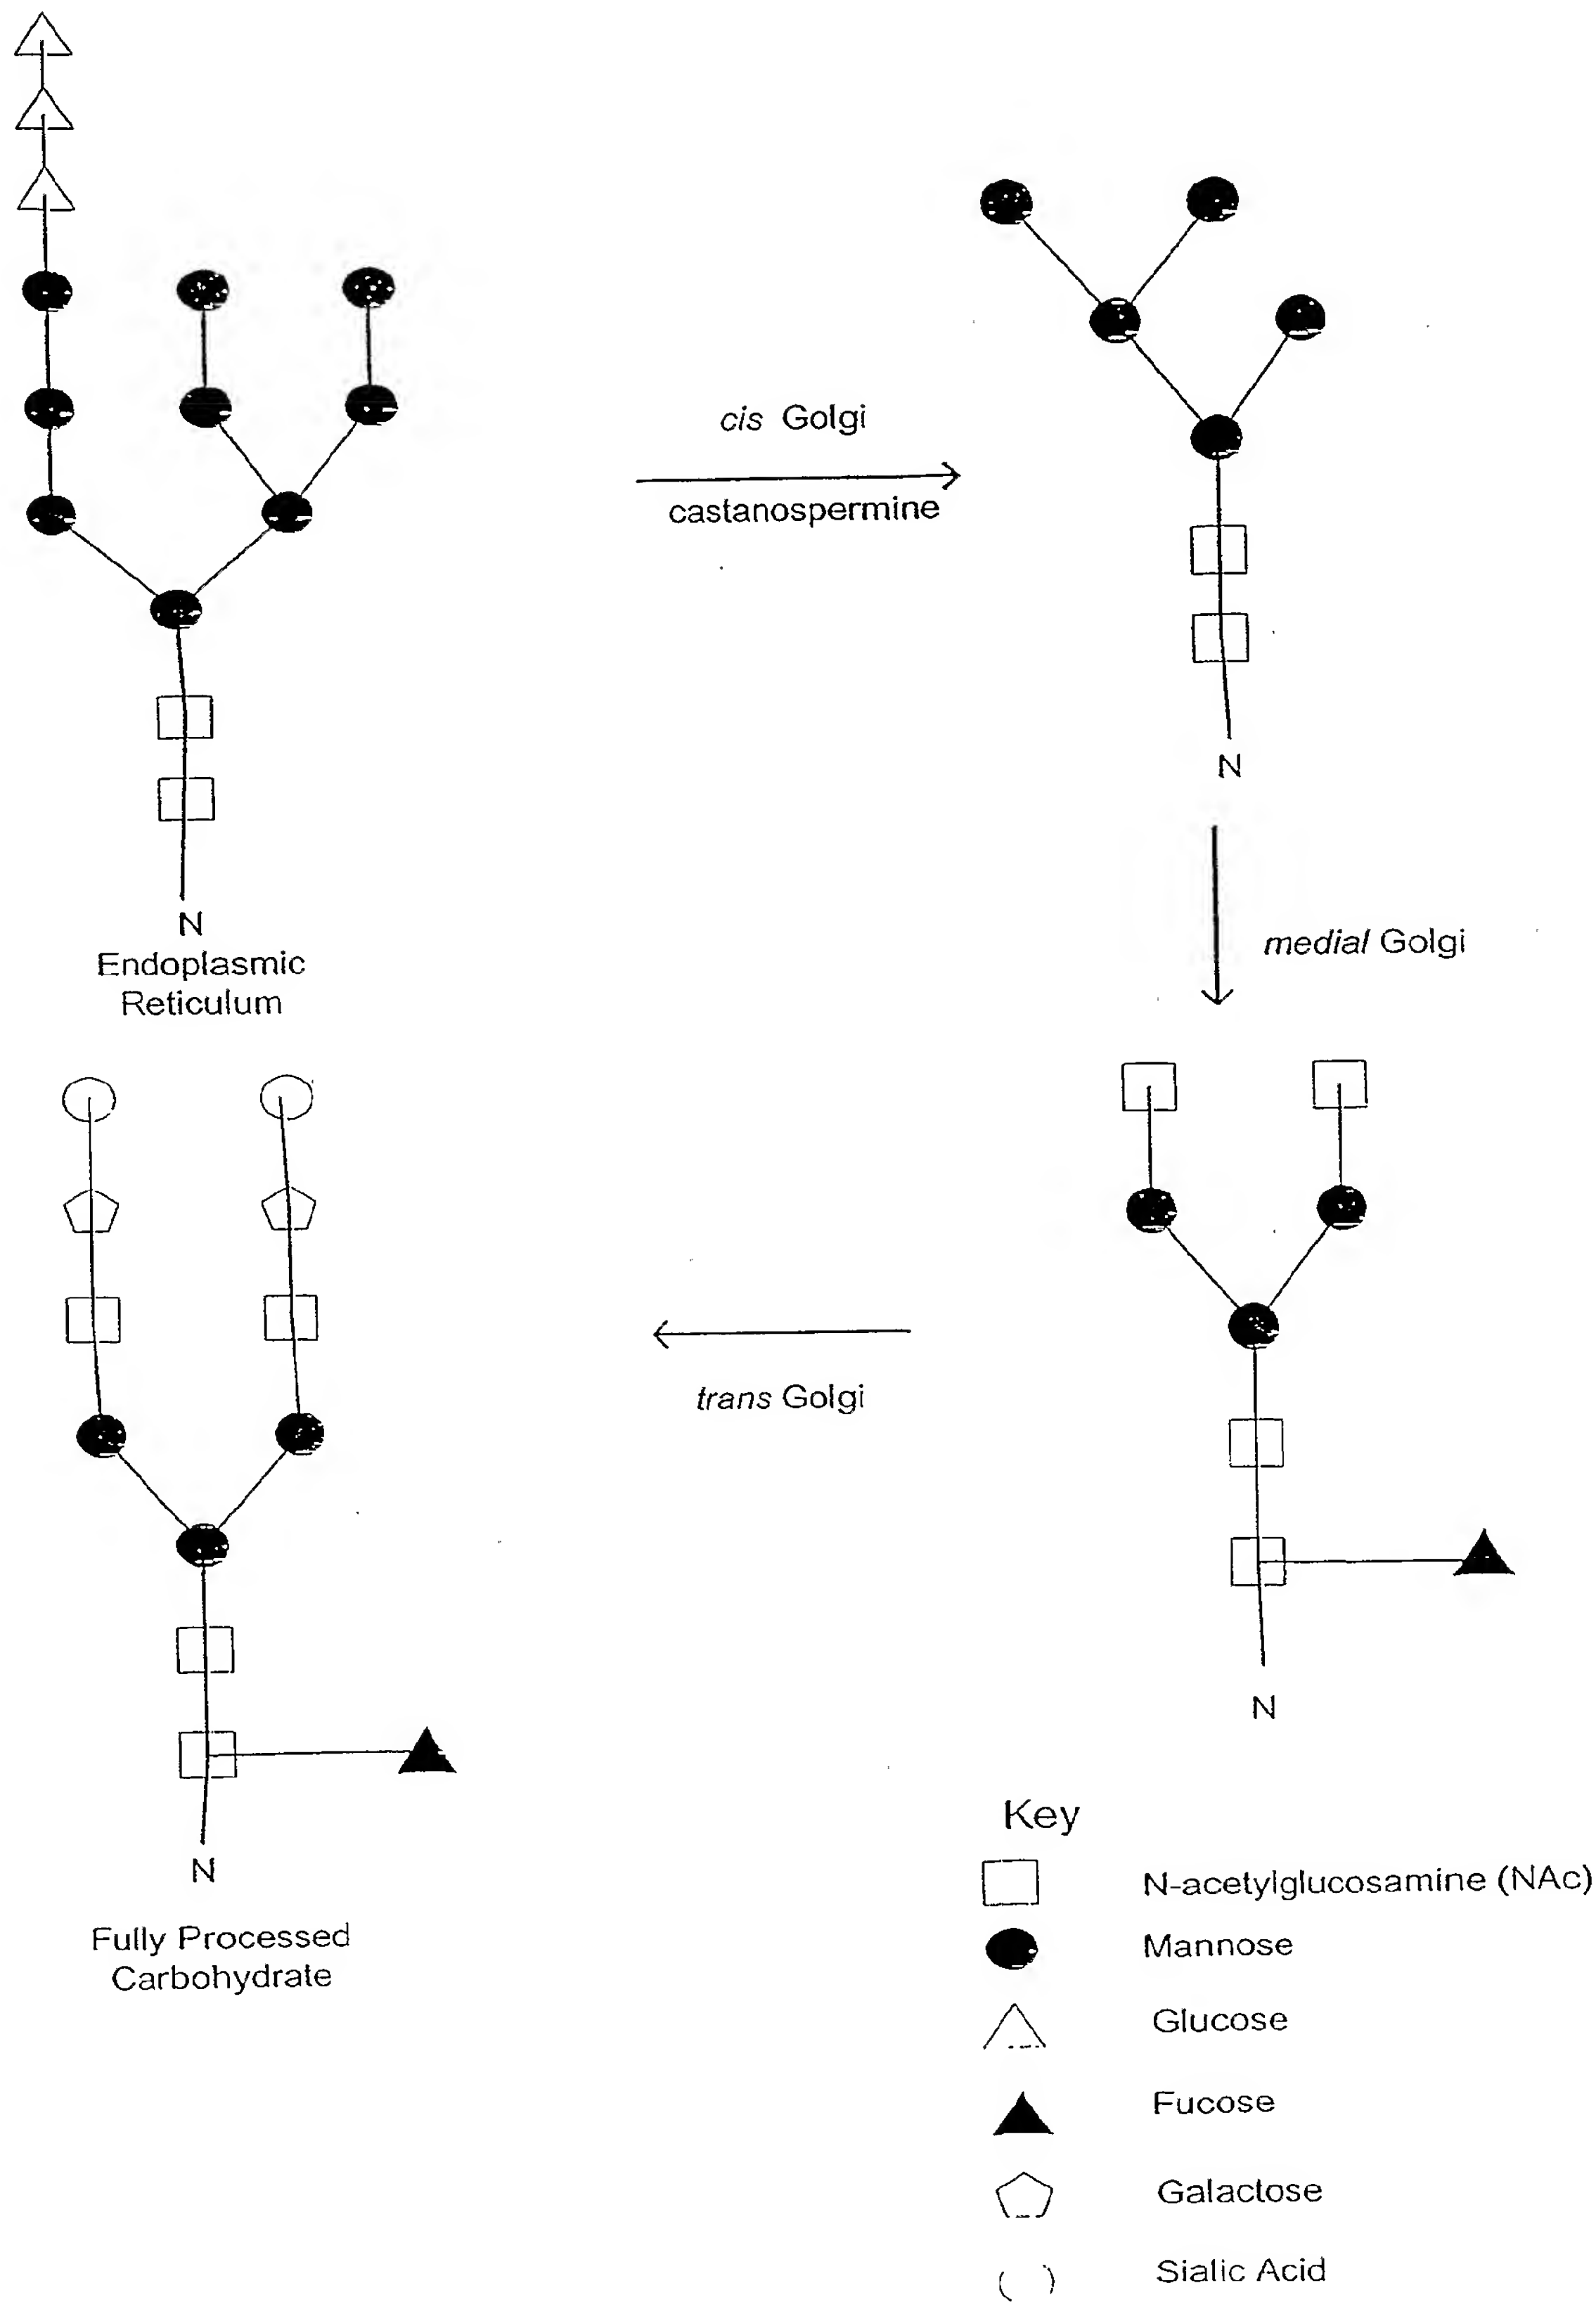 cis Golgi
castanospermine
N
Endoplasmic
Reticulum
N
medial Golgi
trans Golgi
N
N
Fully Processed
Carbohydrate
Key
N-acetylglucosamine (NAc)
Mannose
Glucose
Fucose
Galactose
Sialic Acid